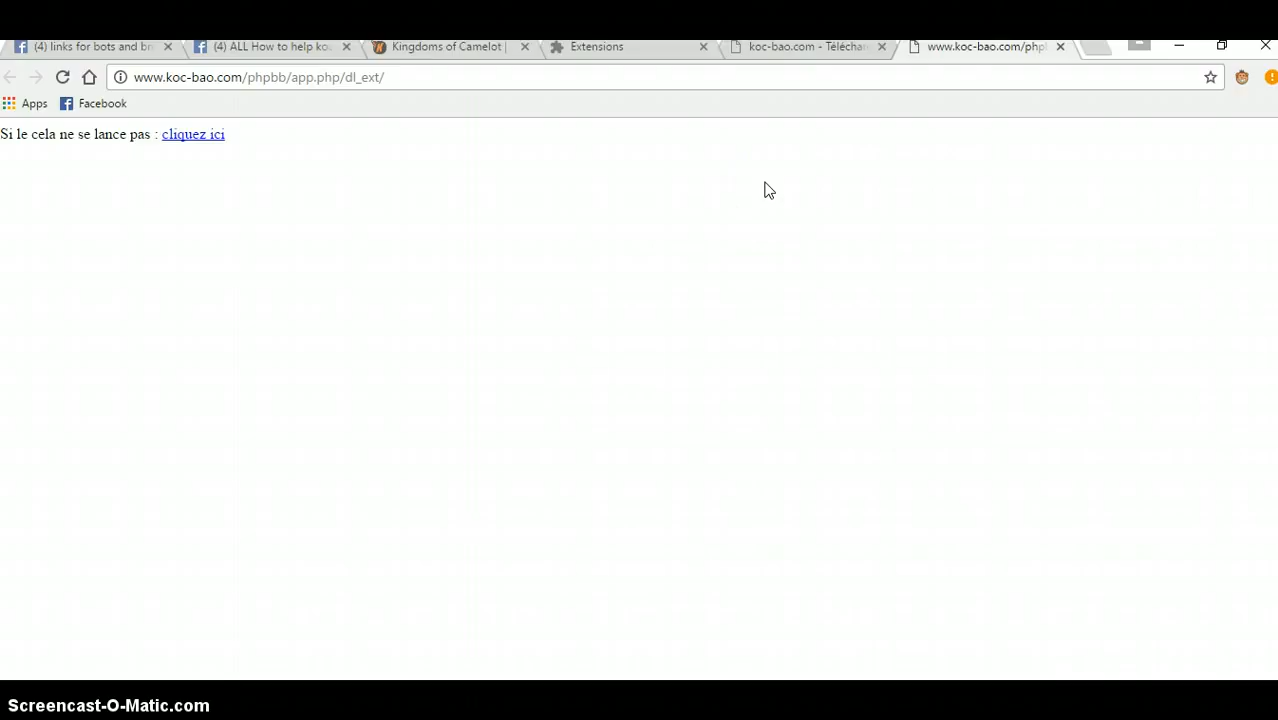 (4) links for bots and br
(4) ALL How to help ko
Kingdoms of Camelot |
Extensions
koc-bao.com - Téléchar
www.koc-bao.com/phpl
www.koc-bao.com/phpbb/app.php/dl_ext/
Apps
Facebook
Si le cela ne se lance pas : cliquez ici
Screencast-O-Matic.com